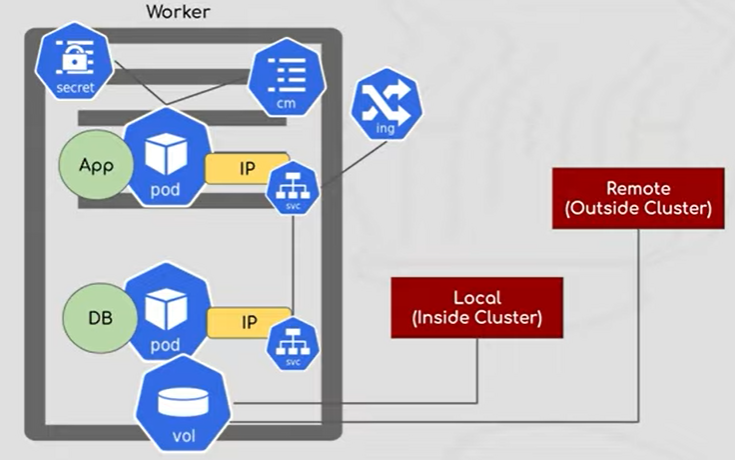 Worker
secret
cm
ing
App
pod
IP
svc
Remote
(Outside Cluster)
Local
(Inside Cluster)
DB
pod
IP
svc
vol